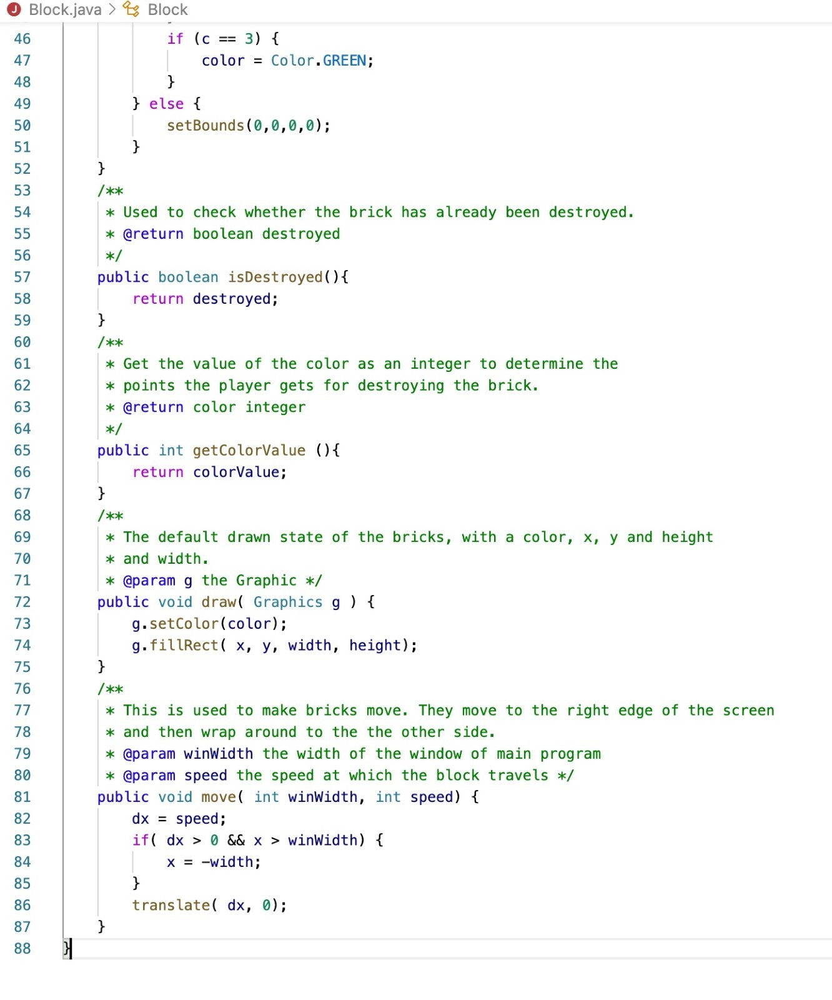 Block.java > Block
46 if (c == 3) {
47 color = Color.GREEN;
48 }
49 } else {
50 setBounds(0,0,0,0);
51 }
52 }
53 /**
54 * Used to check whether the brick has already been destroyed.
55 * @return boolean destroyed
56 */
57 public boolean isDestroyed(){
58 return destroyed;
59 }
60 /**
61 * Get the value of the color as an integer to determine the
62 * points the player gets for destroying the brick.
63 * @return color integer
64 */
65 public int getColorValue (){
66 return colorValue;
67 }
68 /**
69 * The default drawn state of the bricks, with a color, x, y and height
70 * and width.
71 * @param g the Graphic */
72 public void draw( Graphics g ) {
73 g.setColor(color);
74 g.fillRect( x, y, width, height);
75 }
76 /**
77 * This is used to make bricks move. They move to the right edge of the screen
78 * and then wrap around to the the other side.
79 * @param winWidth the width of the window of main program
80 * @param speed the speed at which the block travels */
81 public void move( int winWidth, int speed) {
82 dx = speed;
83 if( dx > 0 && x > winWidth) {
84 x = -width;
85 }
86 translate( dx, 0);
87 }
88 }